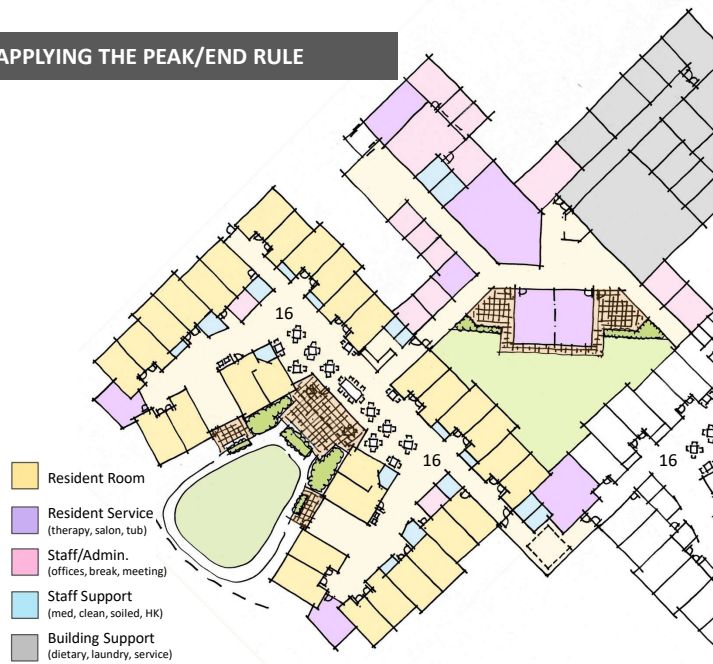 APPLYING THE PEAK/END RULE
16
16
16
Resident Room
Resident Service
(therapy, salon, tub)
Staff/Admin.
(offices, break, meeting)
Staff Support
(med, clean, soiled, HK)
Building Support
(dietary, laundry, service)